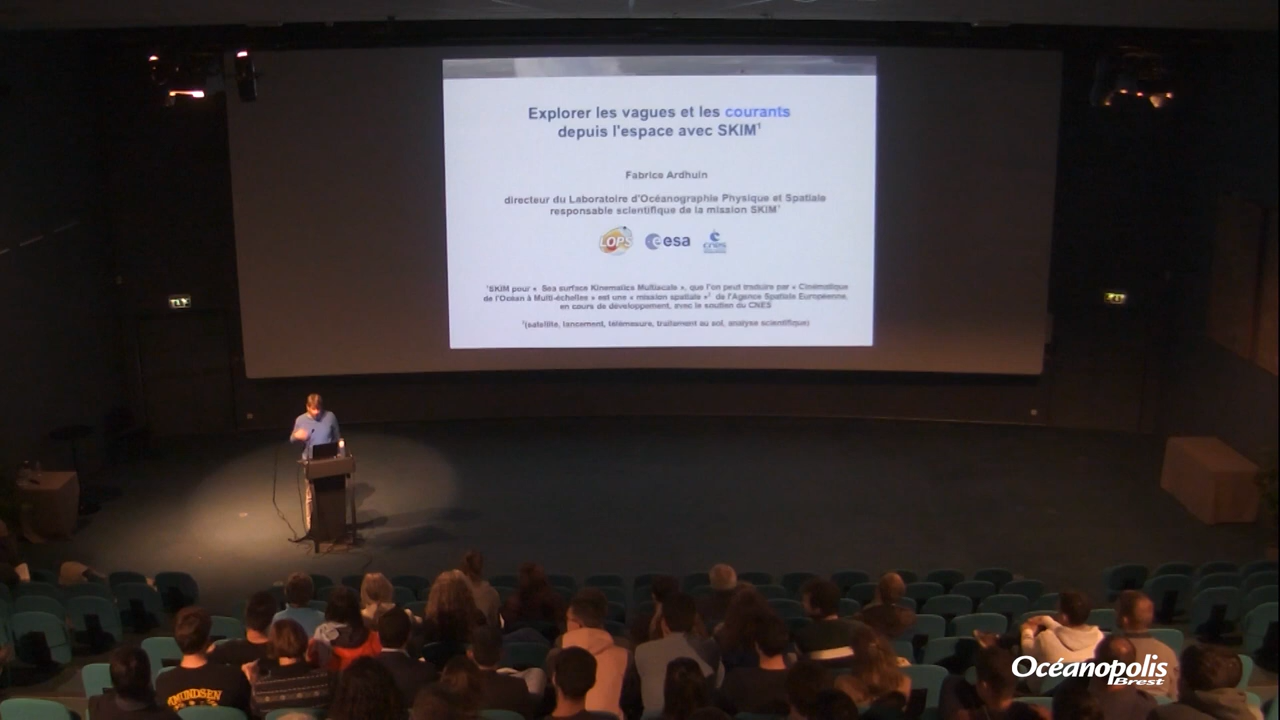 Explorer les vagues et les courants
depuis l'espace avec SKIM¹
Fabrice Ardhuin
directeur du Laboratoire d'Océanographie Physique et Spatiale
responsable scientifique de la mission SKIM¹
LOPS esa cnes
¹SKIM pour « Sea surface Kinematics Multiscale », que l'on peut traduire par « Cinématique
de l'Océan à Multi-échelles » est une « mission spatiale »² de l'Agence Spatiale Européenne,
en cours de développement, avec le soutien du CNES
²(satellite, lancement, télémesure, traitement au sol, analyse scientifique)
MUNDSEN
Océanopolis
Brest